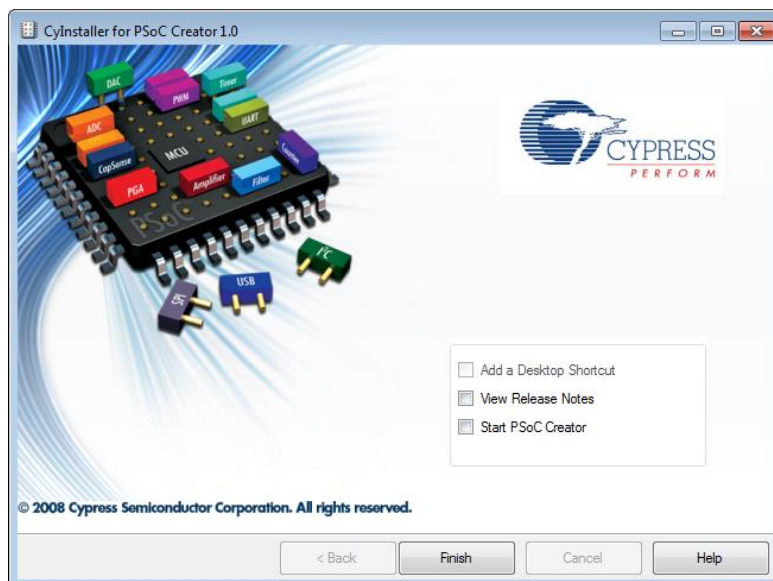 CyInstaller for PSoC Creator 1.0
DAC
PWM
Timer
ADC
UART
MCU
CapSense
Counter
PGA
Amplifier
Filter
PSoC
I²C
USB
SPI
CYPRESS
PERFORM
Add a Desktop Shortcut
View Release Notes
Start PSoC Creator
© 2008 Cypress Semiconductor Corporation. All rights reserved.
< Back
Finish
Cancel
Help